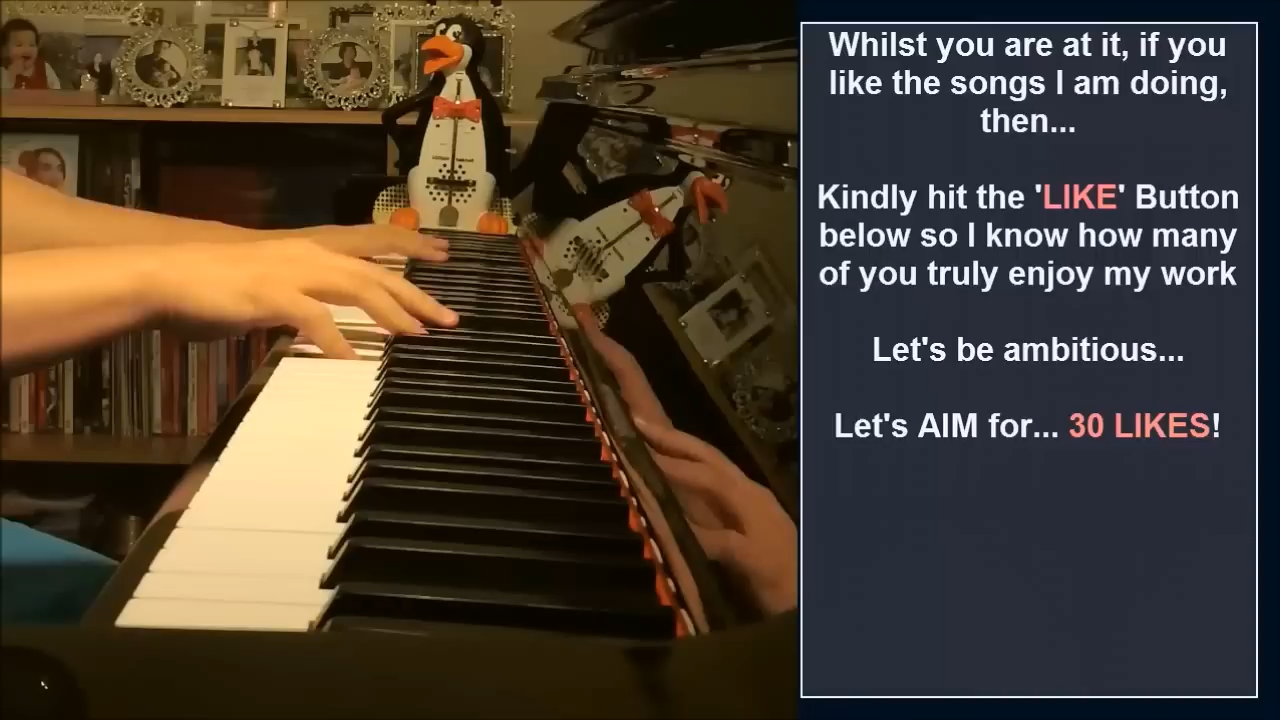 Whilst you are at it, if you
like the songs I am doing,
then...
Kindly hit the 'LIKE' Button
below so I know how many
of you truly enjoy my work
Let's be ambitious...
Let's AIM for... 30 LIKES!